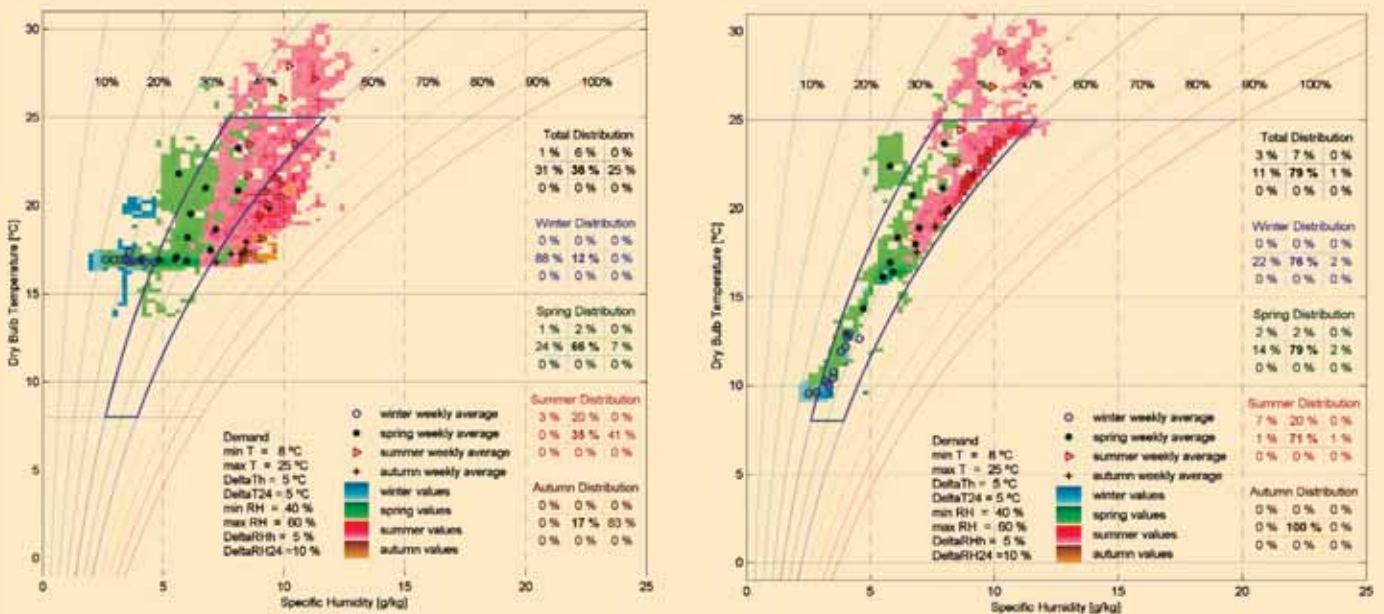 30
25
20
15
10
5
0
Dry Bulb Temperature [°C]
10% 20% 30% 40% 50% 60% 70% 80% 90% 100%
Total Distribution
1 % 6 % 0 %
31 % 36 % 25 %
0 % 0 % 0 %
Winter Distribution
0 % 0 % 0 %
88 % 12 % 0 %
0 % 0 % 0 %
Spring Distribution
1 % 2 % 0 %
24 % 66 % 7 %
0 % 0 % 0 %
Summer Distribution
3 % 20 % 0 %
0 % 35 % 41 %
0 % 0 % 0 %
Autumn Distribution
0 % 0 % 0 %
0 % 17 % 83 %
0 % 0 % 0 %
Demand
min T = 8 ºC
max T = 25 ºC
DeltaTh = 5 ºC
DeltaT24 = 5 ºC
min RH = 40 %
max RH = 60 %
DeltaRHh = 5 %
DeltaRH24 =10 %
winter weekly average
spring weekly average
summer weekly average
autumn weekly average
winter values
spring values
summer values
autumn values
0 5 10 15 20 25
Specific Humidity [g/kg]
30
25
20
15
10
5
0
Dry Bulb Temperature [°C]
10% 20% 30% 40% 50% 60% 70% 80% 90% 100%
Total Distribution
3 % 7 % 0 %
11 % 79 % 1 %
0 % 0 % 0 %
Winter Distribution
0 % 0 % 0 %
22 % 76 % 2 %
0 % 0 % 0 %
Spring Distribution
2 % 2 % 0 %
14 % 79 % 2 %
0 % 0 % 0 %
Summer Distribution
7 % 20 % 0 %
1 % 71 % 1 %
0 % 0 % 0 %
Autumn Distribution
0 % 0 % 0 %
0 % 100 % 0 %
0 % 0 % 0 %
Demand
min T = 8 ºC
max T = 25 ºC
DeltaTh = 5 ºC
DeltaT24 = 5 ºC
min RH = 40 %
max RH = 60 %
DeltaRHh = 5 %
DeltaRH24 =10 %
winter weekly average
spring weekly average
summer weekly average
autumn weekly average
winter values
spring values
summer values
autumn values
0 5 10 15 20 25
Specific Humidity [g/kg]